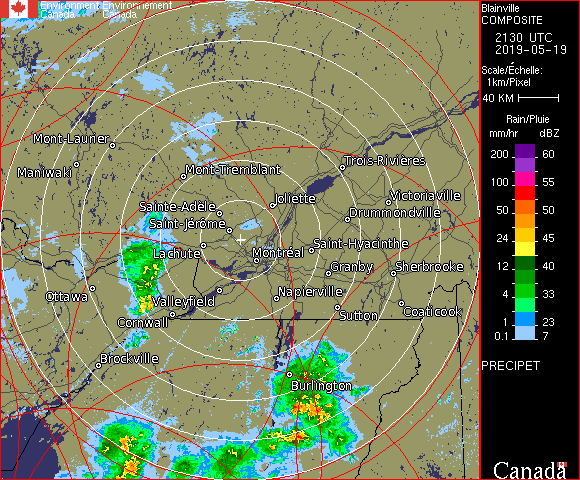 Environment Environnement
Canada Canada
Blainville
COMPOSITE
2130 UTC
2019-05-19
Scale/Échelle:
1km/Pixel
40 KM
Rain/Pluie
mm/hr dBZ
200 60
100 55
50 50
24 45
12 40
4 33
1 23
0.1 7
PRECIPET
Canada
Mont-Laurier
Maniwaki
Mont-Tremblant
Trois-Rivières
Sainte-Adèle
Joliette
Victoriaville
Saint-Jérôme
Drummondville
Lachute
Montréal
Saint-Hyacinthe
Granby
Sherbrooke
Ottawa
Valleyfield
Napierville
Cornwall
Sutton
Coaticook
Brockville
Burlington